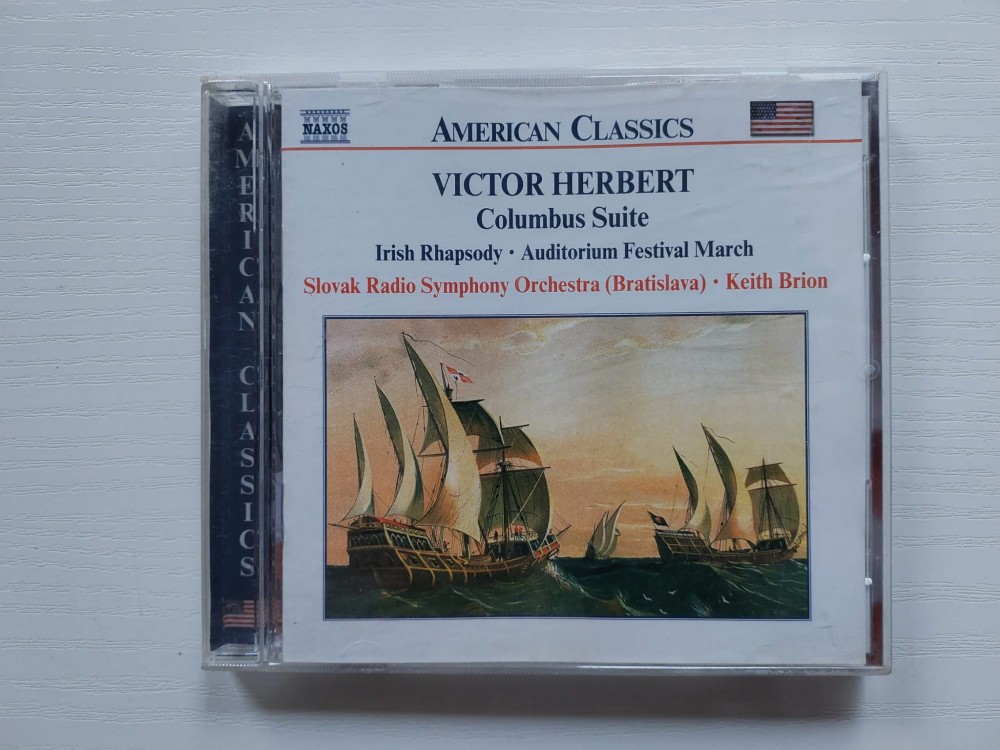 NAXOS
AMERICAN CLASSICS
VICTOR HERBERT
Columbus Suite
Irish Rhapsody · Auditorium Festival March
Slovak Radio Symphony Orchestra (Bratislava) · Keith Brion
AMERICAN CLASSICS